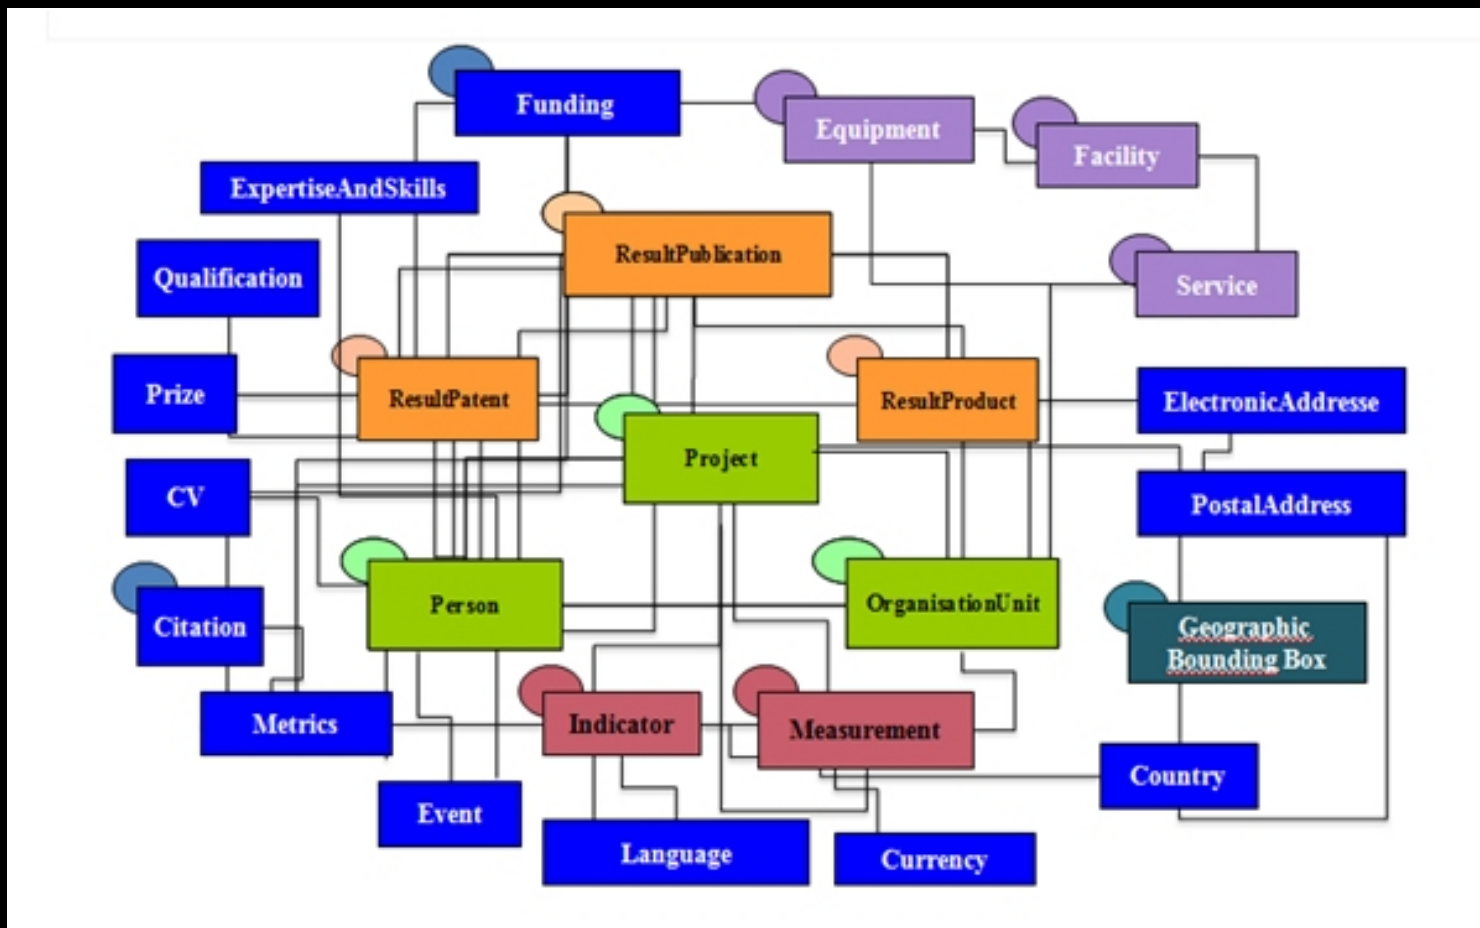 Funding
Equipment
Facility
ExpertiseAndSkills
ResultPublication
Qualification
Service
Prize
ResultPatent
ResultProduct
ElectronicAddresse
Project
CV
PostalAddress
Person
OrganisationUnit
Citation
Geographic
Bounding Box
Metrics
Indicator
Measurement
Country
Event
Language
Currency